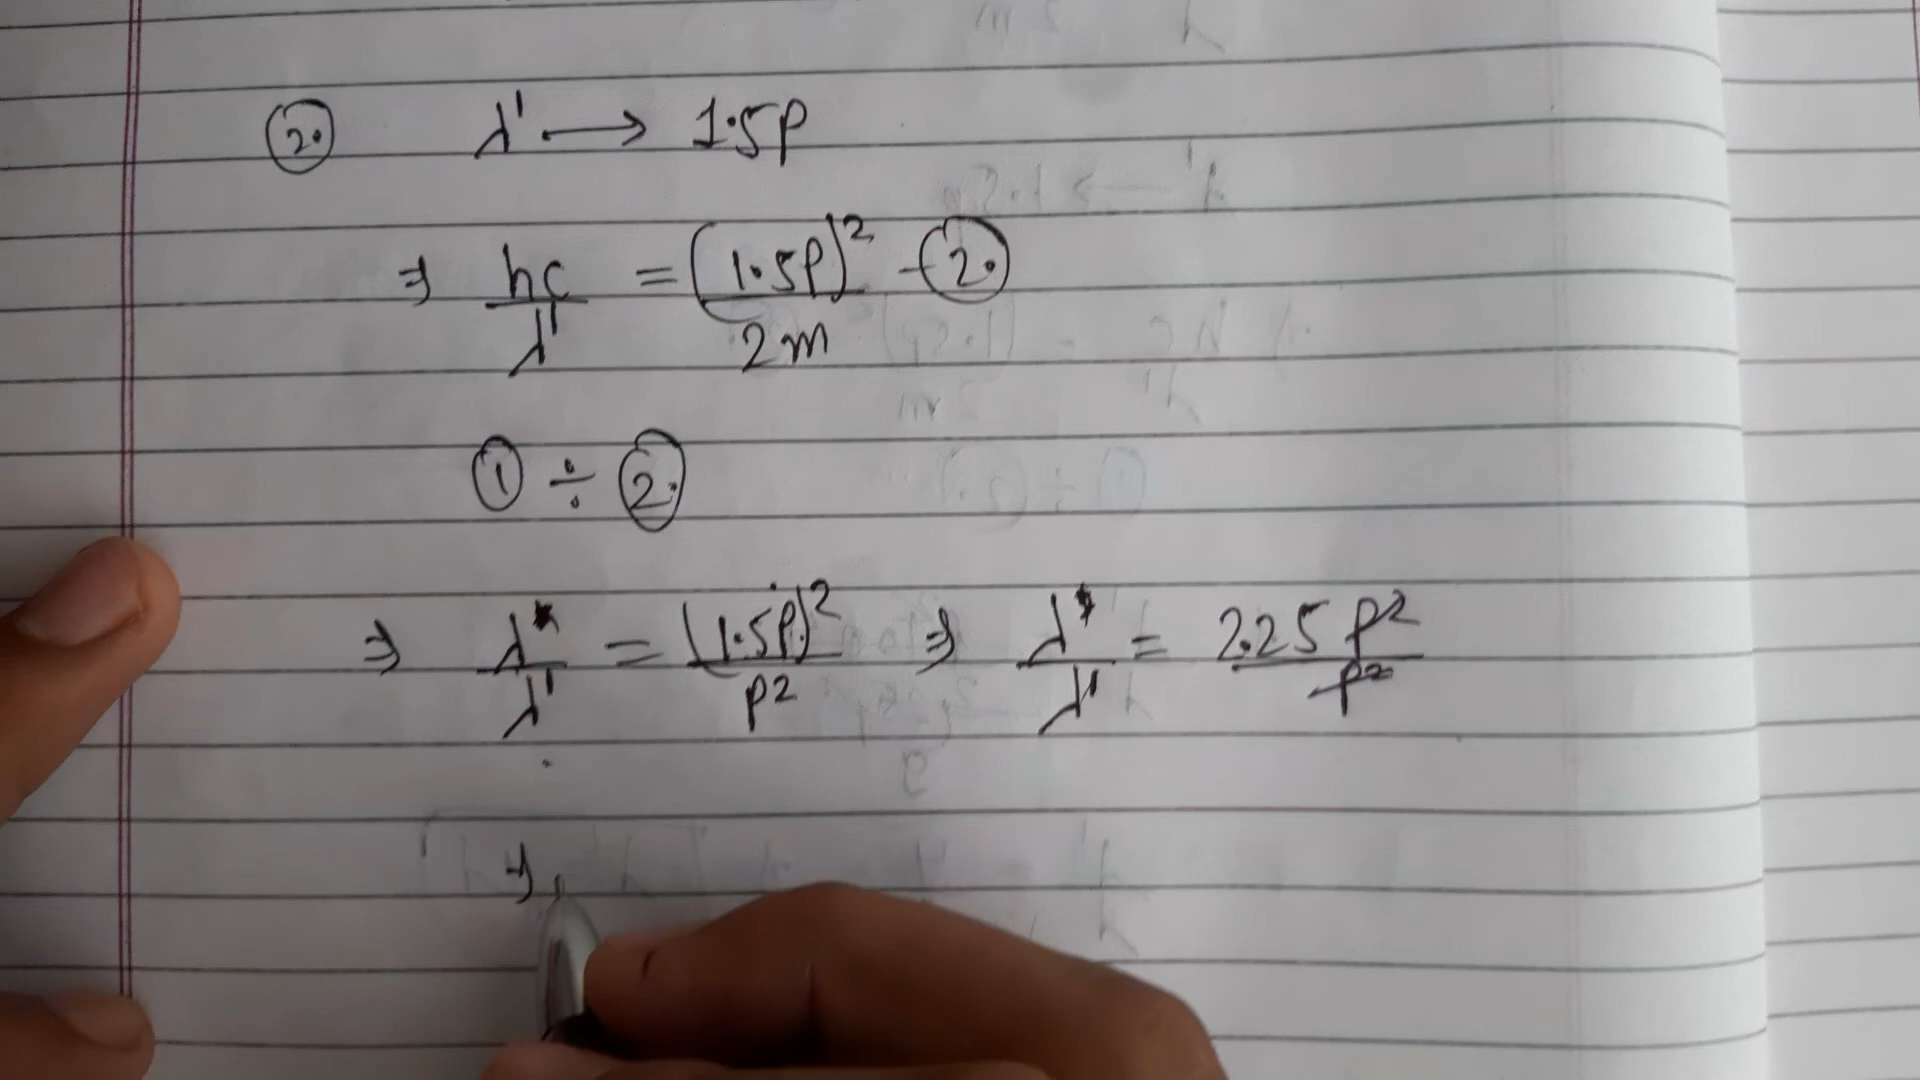 ② λ' → 1.5p
⇒ hc/λ' = (1.5p)²/2m – ②
① ÷ ②
⇒ λ/λ' = (1.5p)²/p² ⇒ λ/λ' = 2.25 p²/p²
⇒